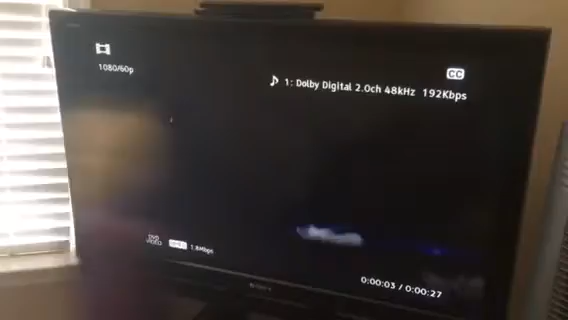 1080/60p
CC
1: Dolby Digital 2.0ch 48kHz 192Kbps
DVD VIDEO
1.8Mbps
0:00:03 / 0:00:27
SONY